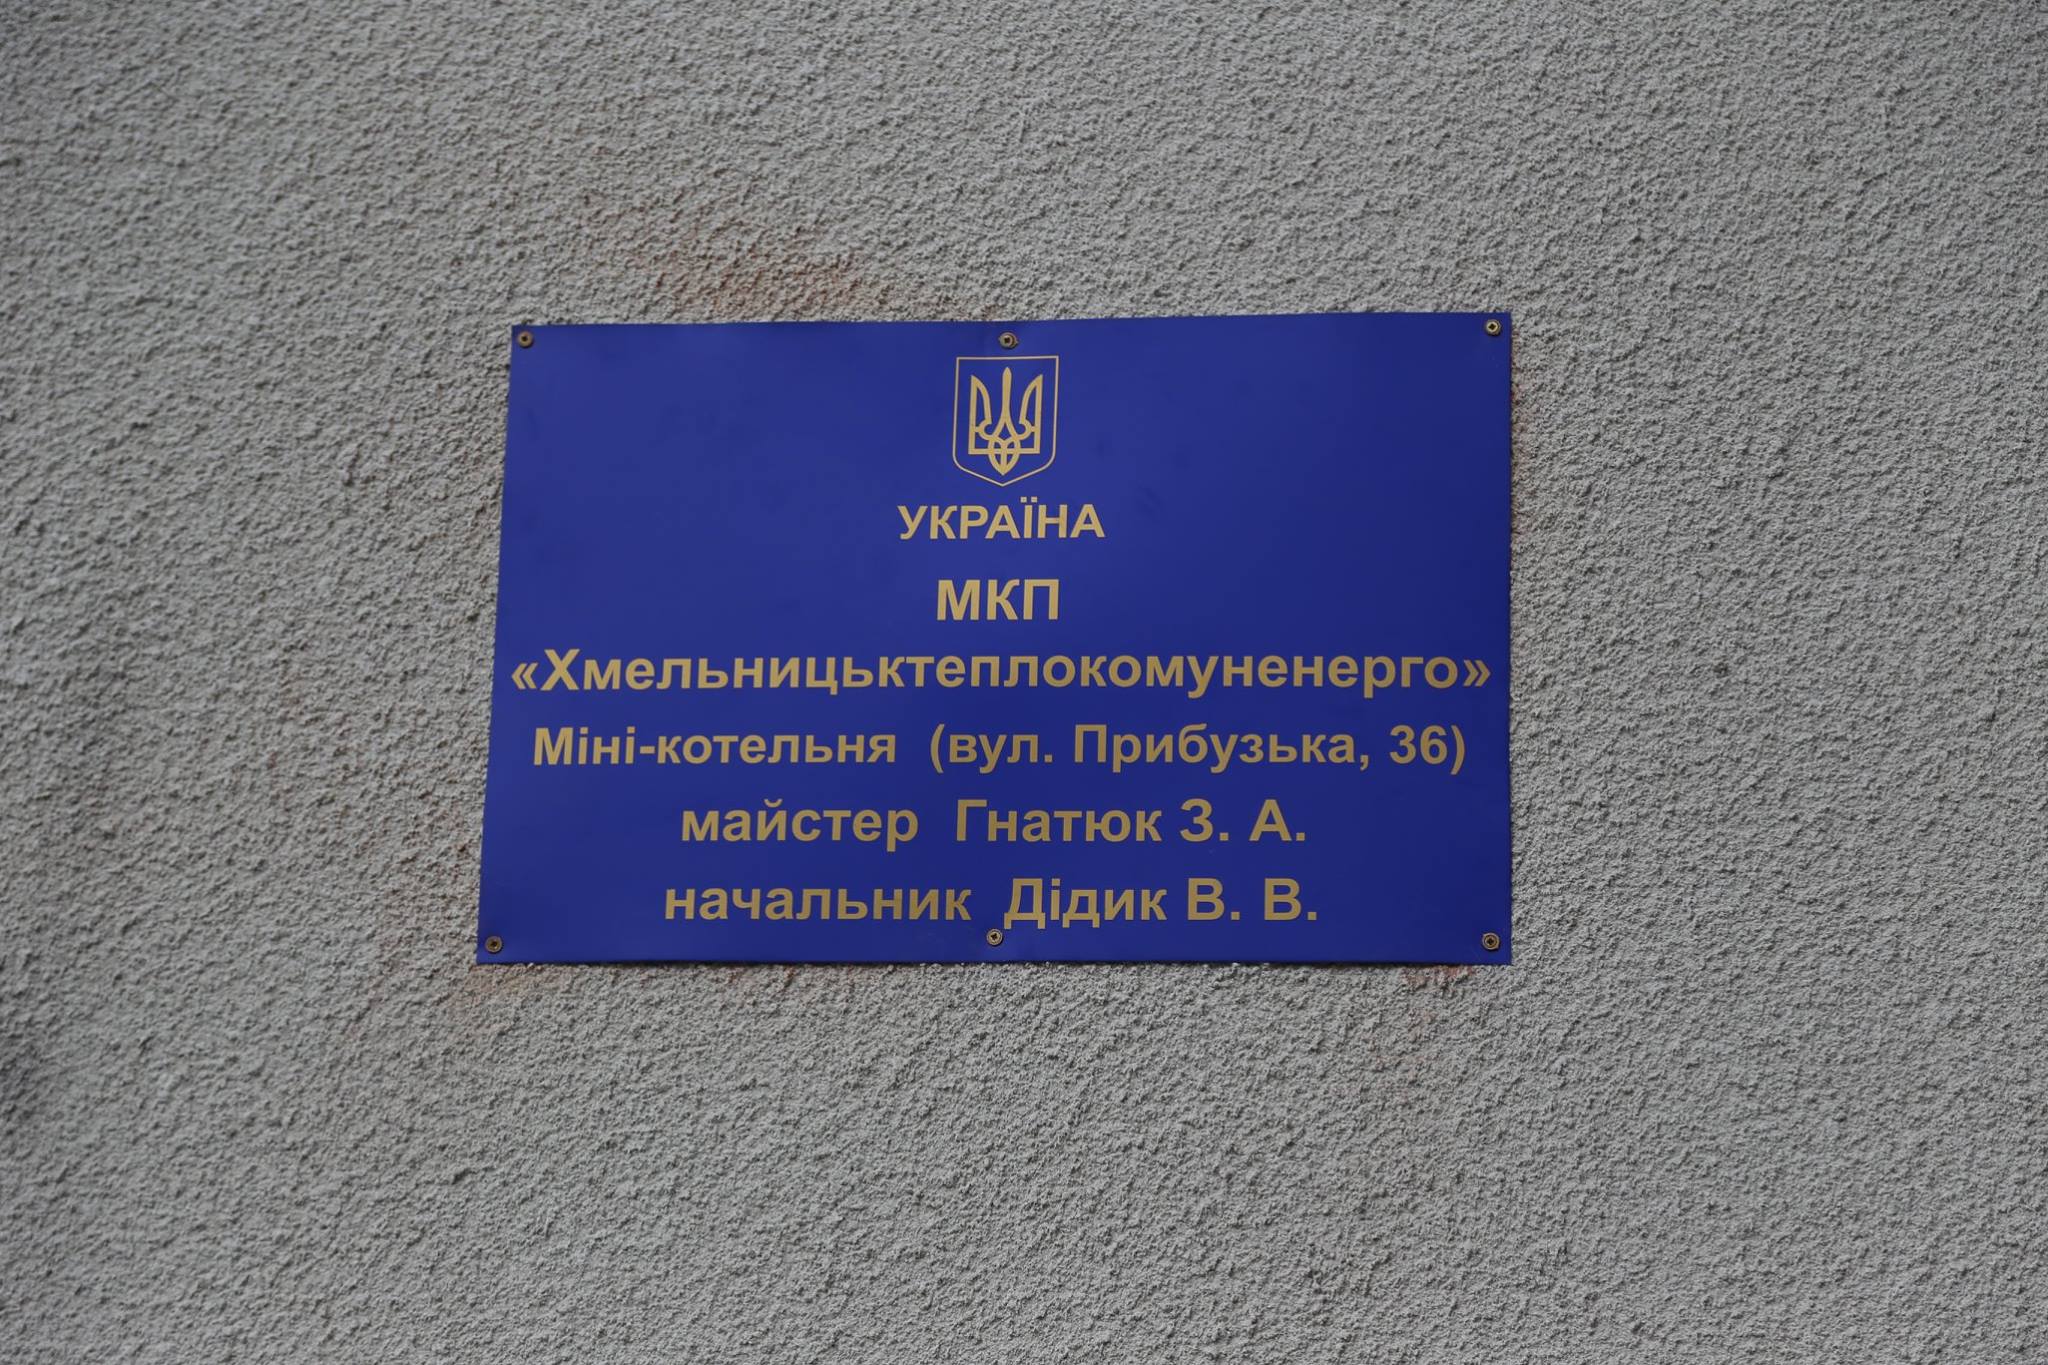 УКРАЇНА
МКП
«Хмельницьктеплокомуненерго»
Міні-котельня (вул. Прибузька, 36)
майстер Гнатюк З. А.
начальник Дідик В. В.